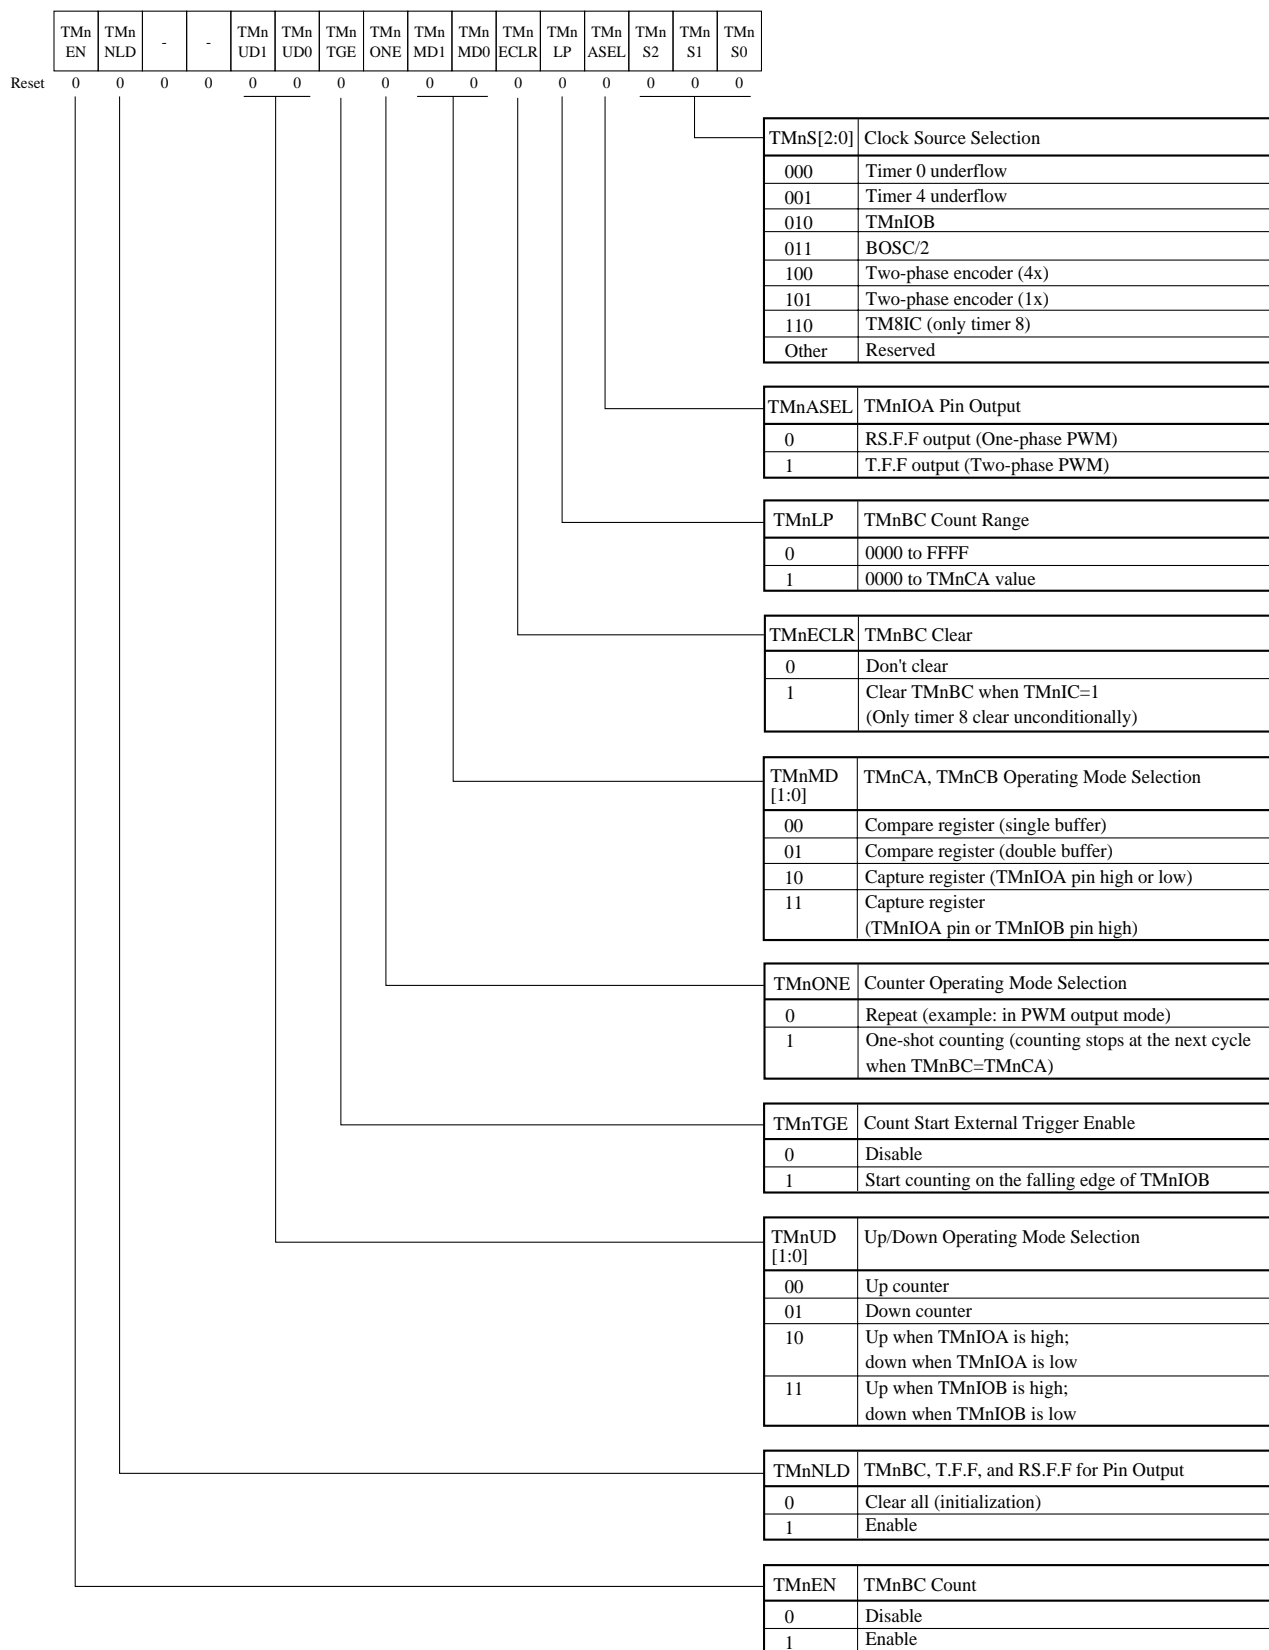 TMn TMn TMn TMn TMn TMn TMn TMn TMn TMn TMn TMn TMn TMn
EN NLD - - UD1 UD0 TGE ONE MD1 MD0 ECLR LP ASEL S2 S1 S0
Reset 0 0 0 0 0 0 0 0 0 0 0 0 0 0 0 0
TMnS[2:0] Clock Source Selection
000 Timer 0 underflow
001 Timer 4 underflow
010 TMnIOB
011 BOSC/2
100 Two-phase encoder (4x)
101 Two-phase encoder (1x)
110 TM8IC (only timer 8)
Other Reserved
TMnASEL TMnIOA Pin Output
0 RS.F.F output (One-phase PWM)
1 T.F.F output (Two-phase PWM)
TMnLP TMnBC Count Range
0 0000 to FFFF
1 0000 to TMnCA value
TMnECLR TMnBC Clear
0 Don't clear
1 Clear TMnBC when TMnIC=1
(Only timer 8 clear unconditionally)
TMnMD TMnCA, TMnCB Operating Mode Selection
[1:0]
00 Compare register (single buffer)
01 Compare register (double buffer)
10 Capture register (TMnIOA pin high or low)
11 Capture register
(TMnIOA pin or TMnIOB pin high)
TMnONE Counter Operating Mode Selection
0 Repeat (example: in PWM output mode)
1 One-shot counting (counting stops at the next cycle
when TMnBC=TMnCA)
TMnTGE Count Start External Trigger Enable
0 Disable
1 Start counting on the falling edge of TMnIOB
TMnUD Up/Down Operating Mode Selection
[1:0]
00 Up counter
01 Down counter
10 Up when TMnIOA is high;
down when TMnIOA is low
11 Up when TMnIOB is high;
down when TMnIOB is low
TMnNLD TMnBC, T.F.F, and RS.F.F for Pin Output
0 Clear all (initialization)
1 Enable
TMnEN TMnBC Count
0 Disable
1 Enable